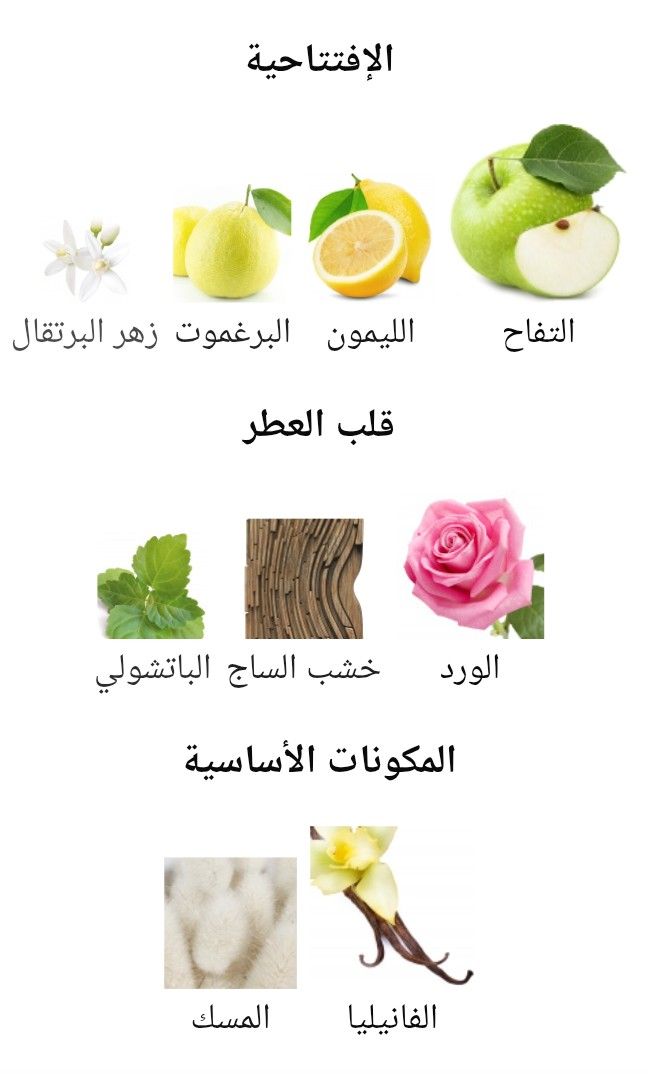 الإفتتاحية
التفاح الليمون البرغموت زهر البرتقال
قلب العطر
الورد خشب الساج الباتشولي
المكونات الأساسية
الفانيليا المسك